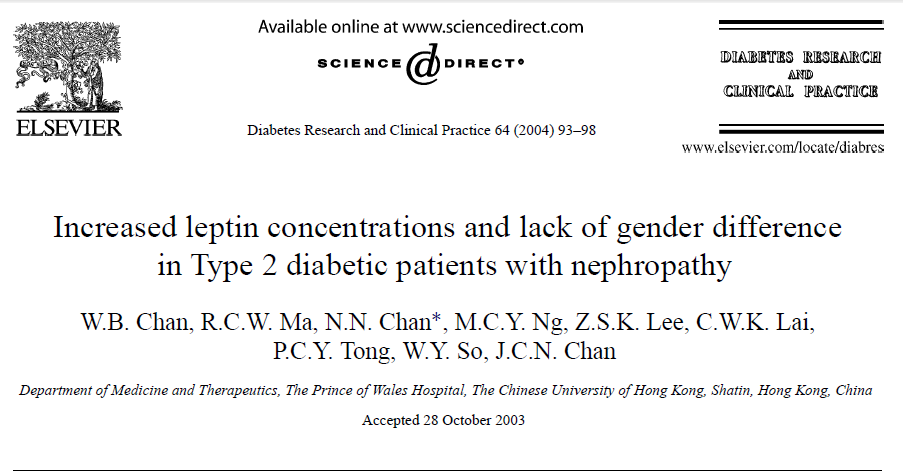 Available online at www.sciencedirect.com
SCIENCE DIRECT®
ELSEVIER
Diabetes Research and Clinical Practice 64 (2004) 93–98
DIABETES RESEARCH
AND
CLINICAL PRACTICE
www.elsevier.com/locate/diabres
Increased leptin concentrations and lack of gender difference
in Type 2 diabetic patients with nephropathy
W.B. Chan, R.C.W. Ma, N.N. Chan*, M.C.Y. Ng, Z.S.K. Lee, C.W.K. Lai,
P.C.Y. Tong, W.Y. So, J.C.N. Chan
Department of Medicine and Therapeutics, The Prince of Wales Hospital, The Chinese University of Hong Kong, Shatin, Hong Kong, China
Accepted 28 October 2003